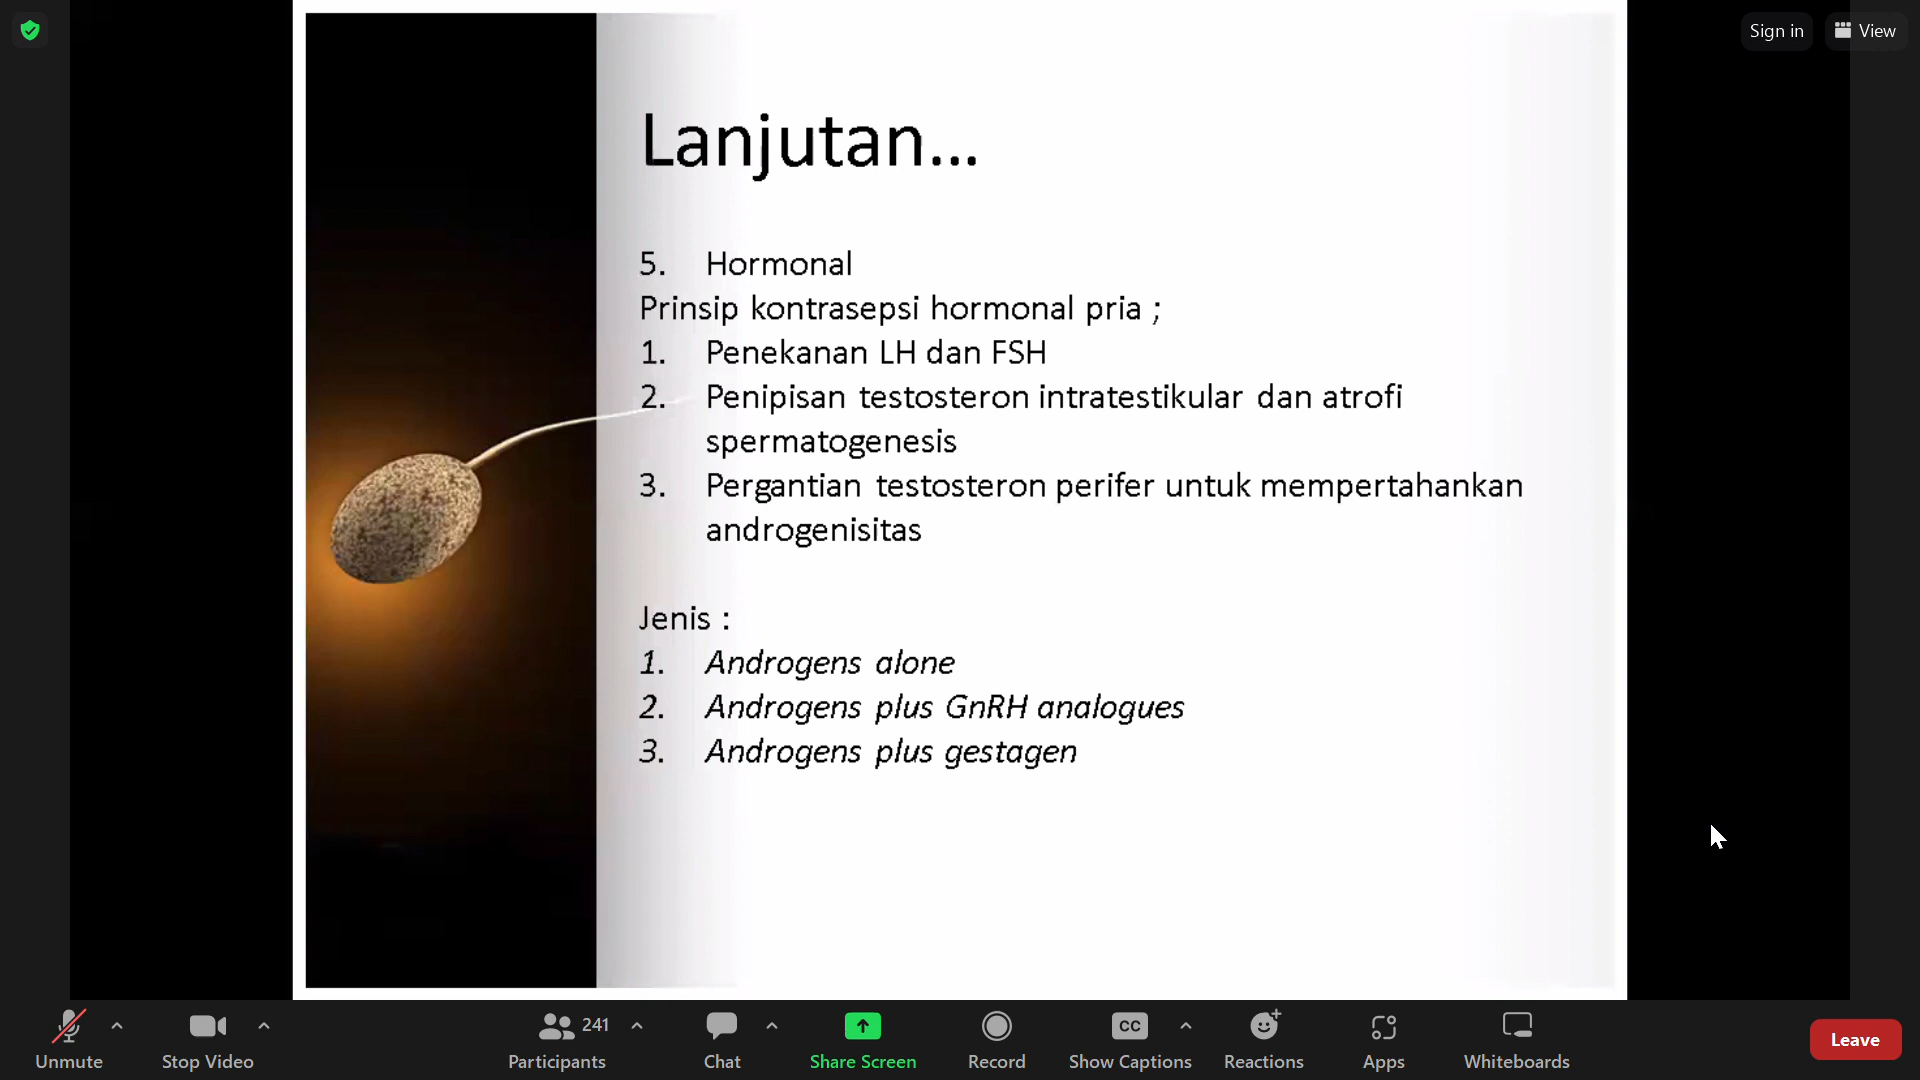 Sign in
View
Lanjutan...
5. Hormonal
Prinsip kontrasepsi hormonal pria ;
1. Penekanan LH dan FSH
2. Penipisan testosteron intratestikular dan atrofi
spermatogenesis
3. Pergantian testosteron perifer untuk mempertahankan
androgenisitas
Jenis :
1. Androgens alone
2. Androgens plus GnRH analogues
3. Androgens plus gestagen
241
CC
Unmute
Stop Video
Participants
Chat
Share Screen
Record
Show Captions
Reactions
Apps
Whiteboards
Leave